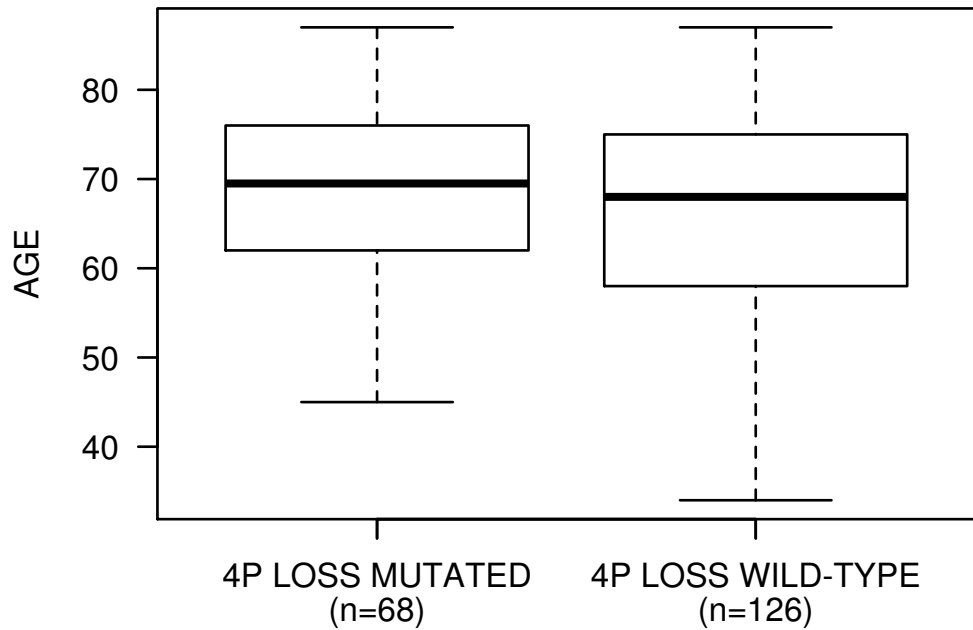 AGE
80
70
60
50
40
4P LOSS MUTATED
(n=68)
4P LOSS WILD-TYPE
(n=126)